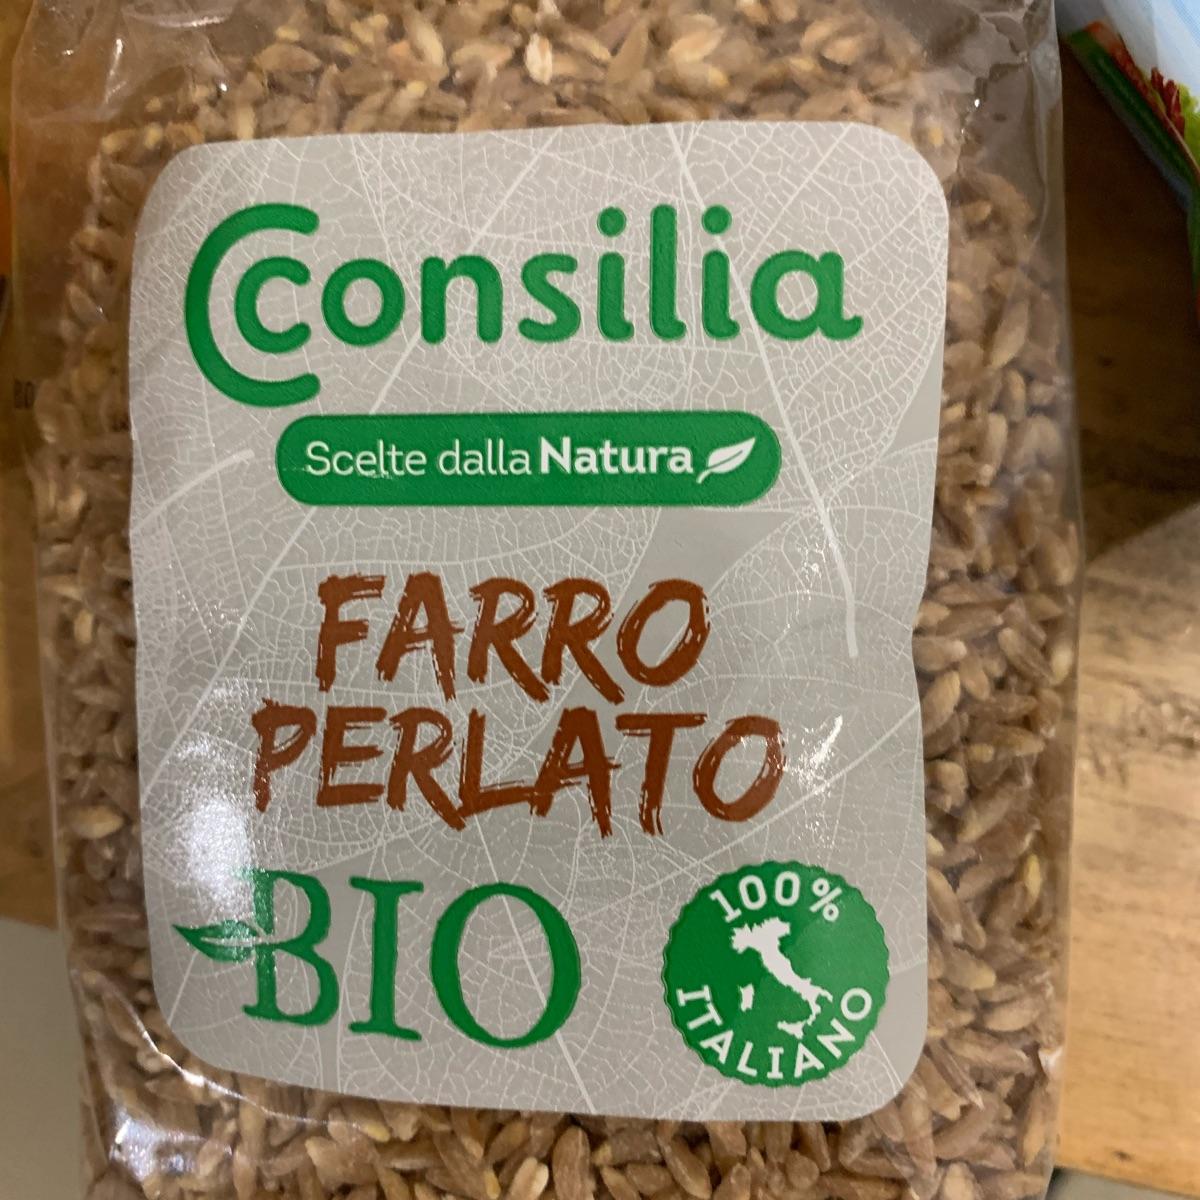 Consilia
Scelte dalla Natura
FARRO
PERLATO
BIO
100%
ITALIANO